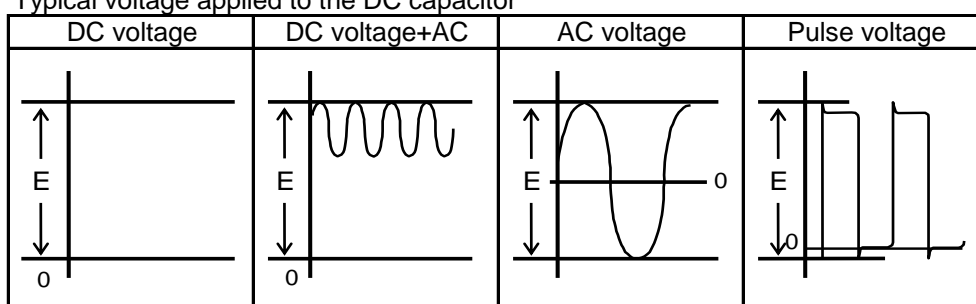 Typical voltage applied to the DC capacitor
DC voltage DC voltage+AC AC voltage Pulse voltage
E E E 0 E
0
0 0